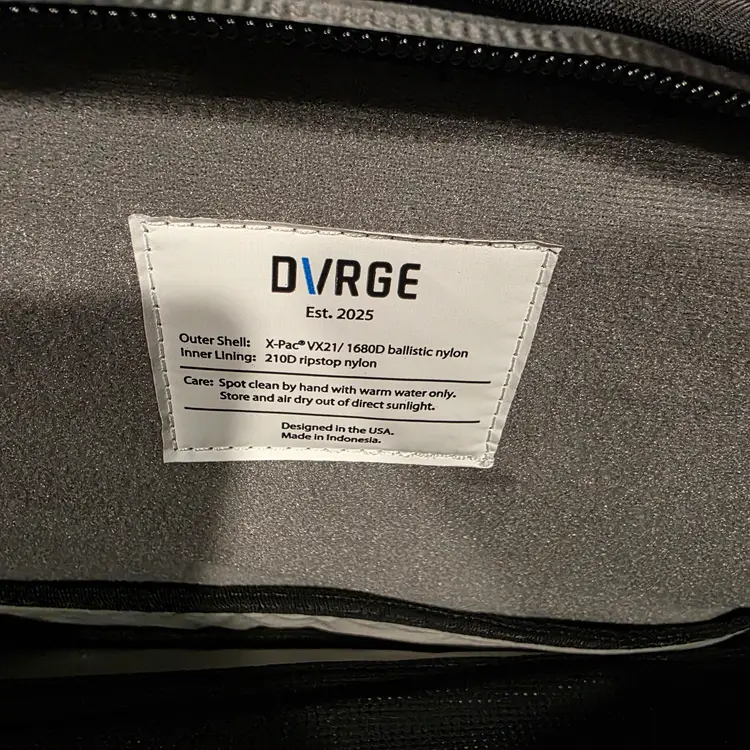 DVRGE
Est. 2025
Outer Shell: X-Pac® VX21/ 1680D ballistic nylon
Inner Lining: 210D ripstop nylon
Care: Spot clean by hand with warm water only.
Store and air dry out of direct sunlight.
Designed in the USA.
Made in Indonesia.